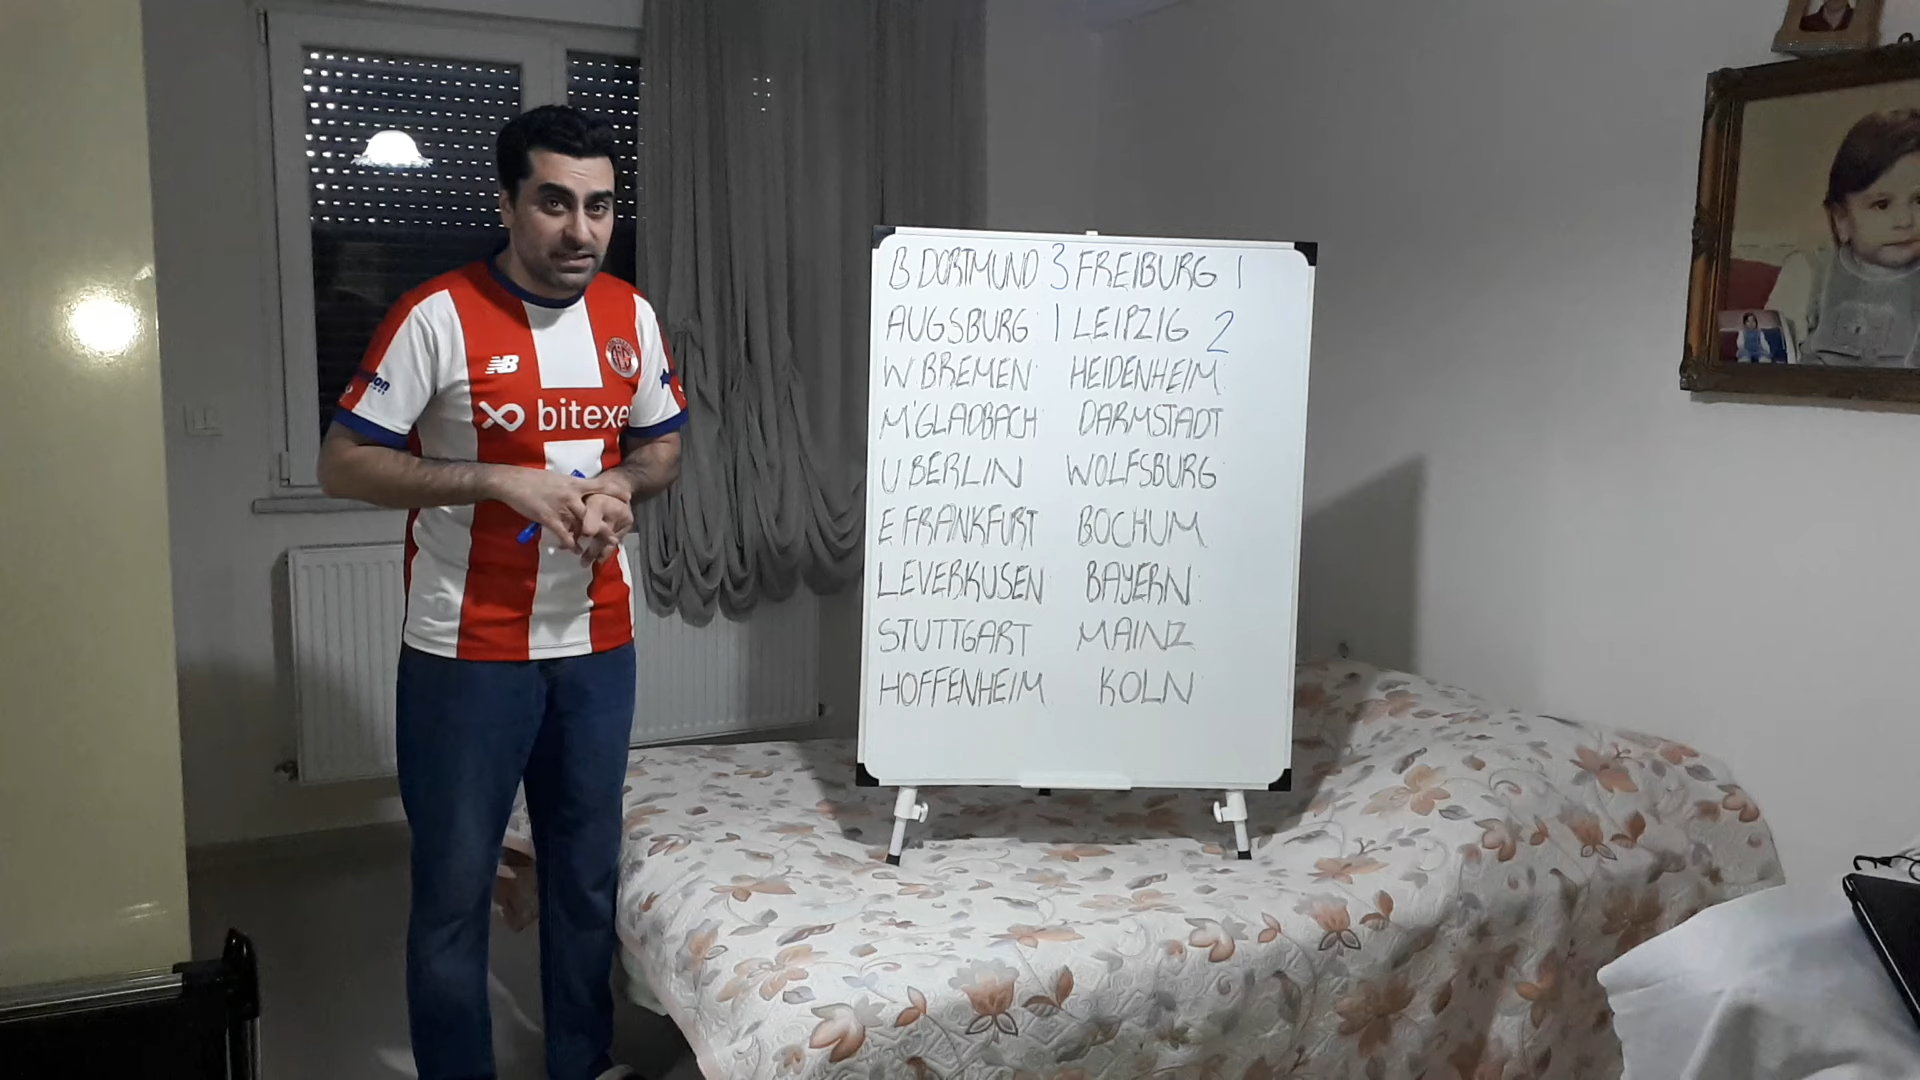 B DORTMUND 3 FREIBURG 1
AUGSBURG 1 LEIPZIG 2
W BREMEN HEIDENHEIM
M'GLADBACH DARMSTADT
U BERLIN WOLFSBURG
E FRANKFURT BOCHUM
LEVERKUSEN BAYERN
STUTTGART MAINZ
HOFFENHEIM KOLN
NB
bitexe